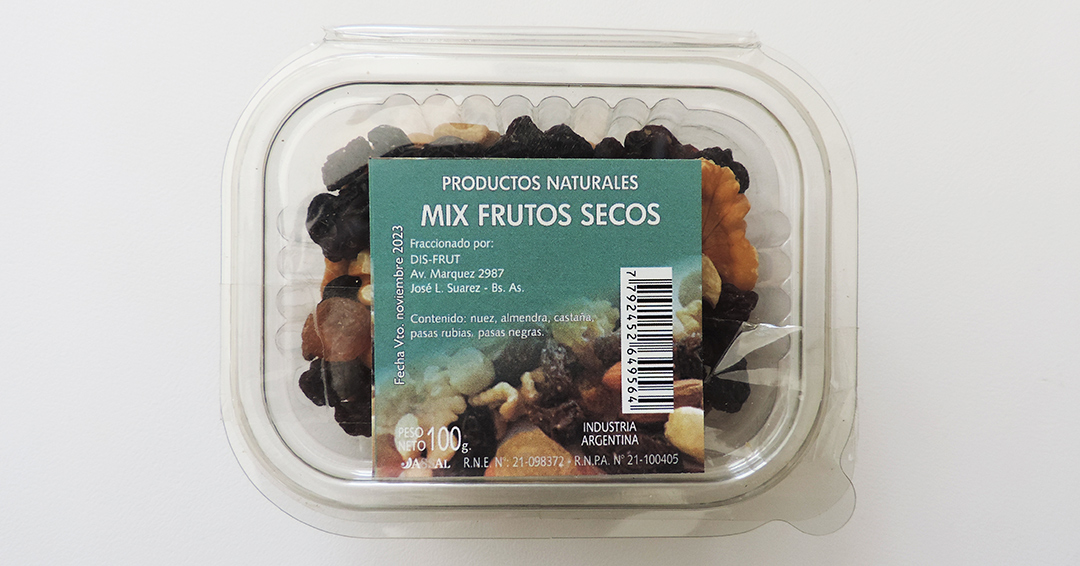 PRODUCTOS NATURALES
MIX FRUTOS SECOS
Fecha Vto. noviembre 2023
Fraccionado por:
DIS-FRUT
Av. Marquez 2987
José L. Suarez - Bs. As.
Contenido: nuez, almendra, castaña,
pasas rubias, pasas negras.
7 792452 649564
PESO
NETO 100g.
INDUSTRIA
ARGENTINA
DASSAL R.N.E. N°: 21-098372 - R.N.P.A. N° 21-100405